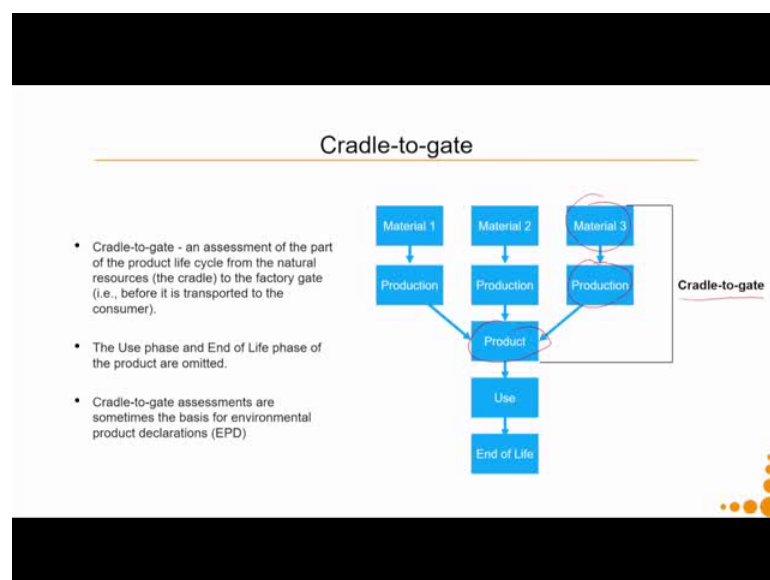 Cradle-to-gate
• Cradle-to-gate - an assessment of the part
of the product life cycle from the natural
resources (the cradle) to the factory gate
(i.e., before it is transported to the
consumer).
• The Use phase and End of Life phase of
the product are omitted.
• Cradle-to-gate assessments are
sometimes the basis for environmental
product declarations (EPD)
Material 1 Material 2 Material 3
Production Production Production
Cradle-to-gate
Product
Use
End of Life